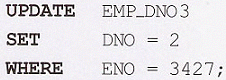 UPDATE EMP_DNO3
SET DNO = 2
WHERE ENO = 3427;